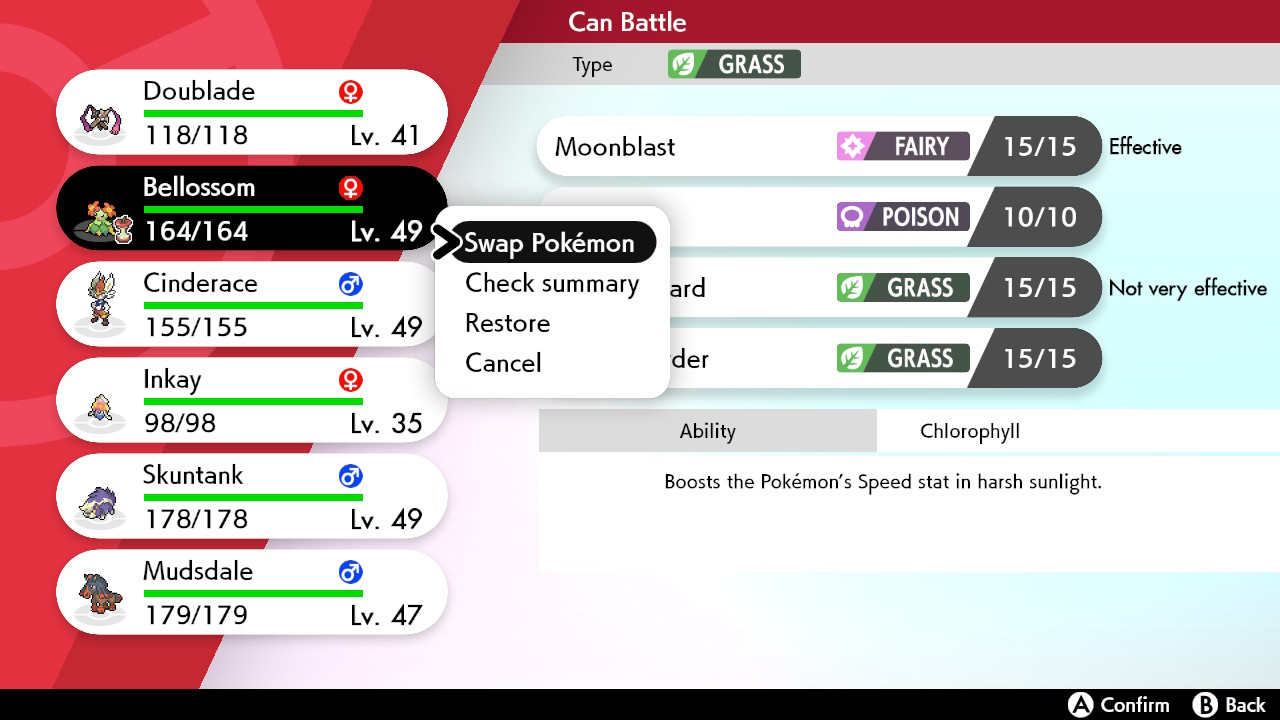 Can Battle
Type GRASS
Doublade ♀
118/118 Lv. 41
Bellossom ♀
164/164 Lv. 49
Cinderace ♂
155/155 Lv. 49
Inkay ♀
98/98 Lv. 35
Skuntank ♂
178/178 Lv. 49
Mudsdale ♂
179/179 Lv. 47
Swap Pokémon
Check summary
Restore
Cancel
Moonblast FAIRY 15/15 Effective
POISON 10/10
ard GRASS 15/15 Not very effective
der GRASS 15/15
Ability Chlorophyll
Boosts the Pokémon's Speed stat in harsh sunlight.
A Confirm B Back